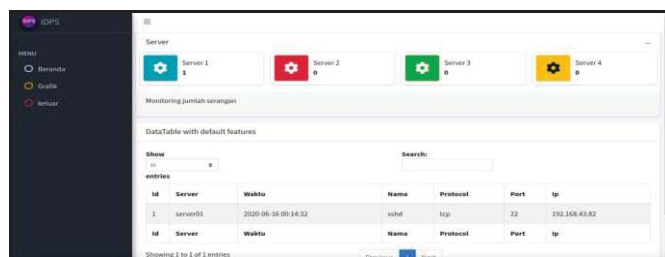 IDPS IDPS
MENU
Beranda
Grafik
keluar
Server
Server 1
1
Server 2
0
Server 3
0
Server 4
0
Monitoring jumlah serangan
DataTable with default features
Show
10
entries
Search:
Id Server Waktu Nama Protocol Port Ip
1 server01 2020-06-16 00:14:32 sshd tcp 22 192.168.43.82
Id Server Waktu Nama Protocol Port Ip
Showing 1 to 1 of 1 entries
Previous 1 Next